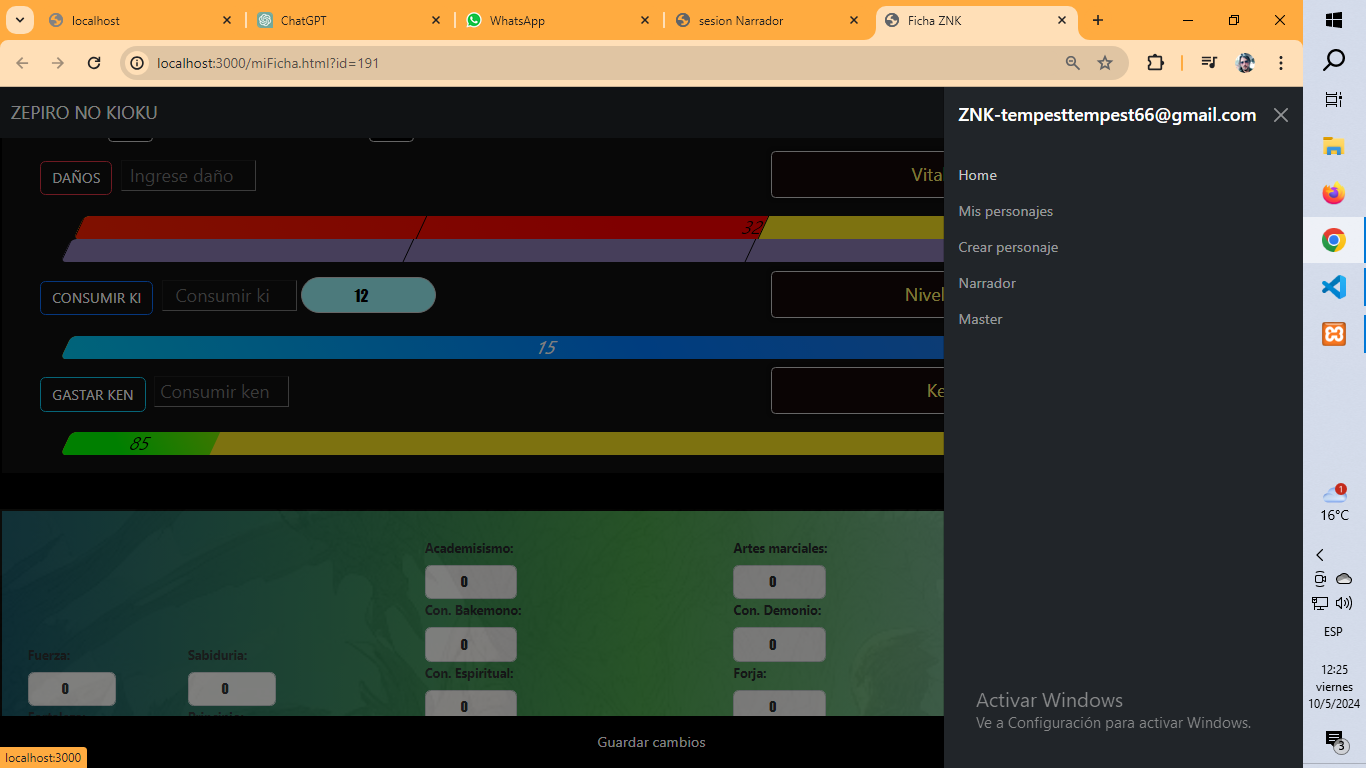 localhost
ChatGPT
WhatsApp
sesion Narrador
Ficha ZNK
localhost:3000/miFicha.html?id=191
ZEPIRO NO KIOKU
ZNK-tempesttempest66@gmail.com
Home
Mis personajes
Crear personaje
Narrador
Master
DAÑOS
Ingrese daño
32
CONSUMIR KI
Consumir ki
12
15
GASTAR KEN
Consumir ken
85
Academisismo:
0
Artes marciales:
0
Con. Bakemono:
0
Con. Demonio:
0
Fuerza:
0
Sabiduria:
0
Con. Espiritual:
0
Forja:
0
Guardar cambios
Activar Windows
Ve a Configuración para activar Windows.
localhost:3000
1
16°C
ESP
12:25
viernes
10/5/2024
3